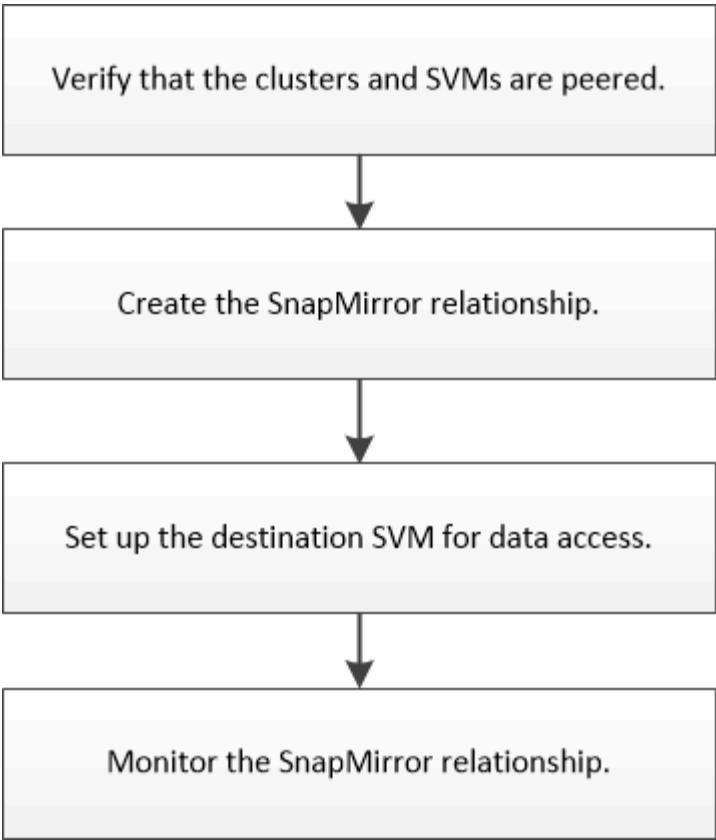 Verify that the clusters and SVMs are peered.
Create the SnapMirror relationship.
Set up the destination SVM for data access.
Monitor the SnapMirror relationship.